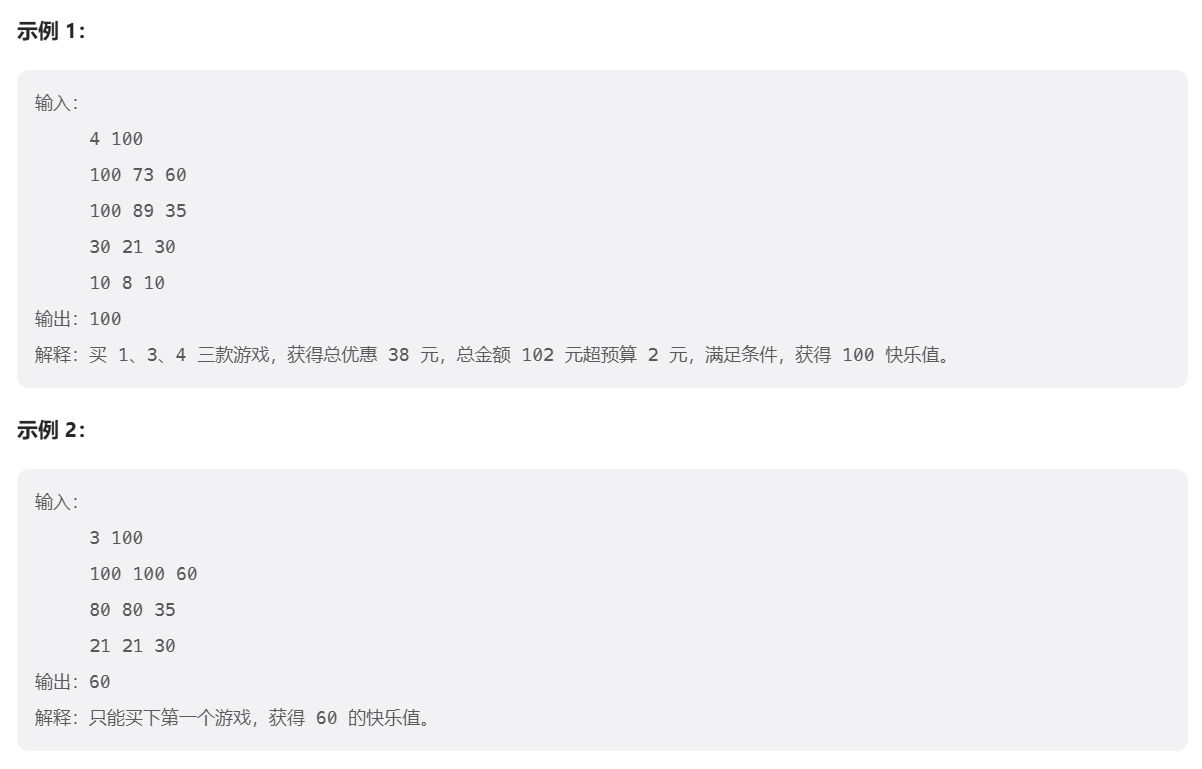 示例 1：
输入：
4 100
100 73 60
100 89 35
30 21 30
10 8 10
输出：100
解释：买 1、3、4 三款游戏，获得总优惠 38 元，总金额 102 元超预算 2 元，满足条件，获得 100 快乐值。
示例 2：
输入：
3 100
100 100 60
80 80 35
21 21 30
输出：60
解释：只能买下第一个游戏，获得 60 的快乐值。